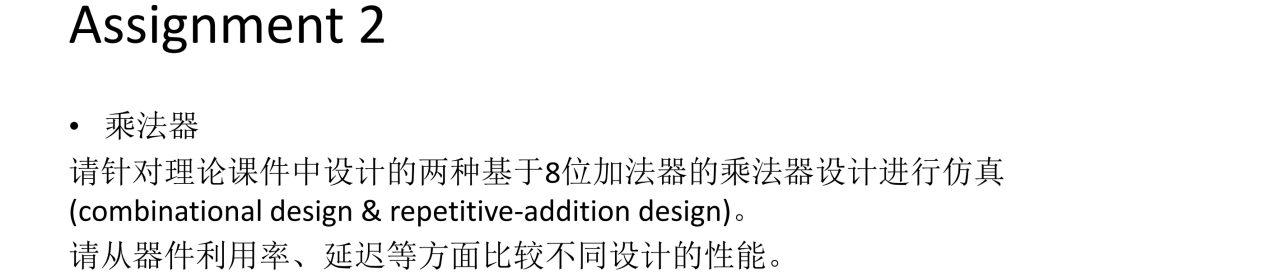 Assignment 2
• 乘法器
请针对理论课件中设计的两种基于8位加法器的乘法器设计进行仿真
(combinational design & repetitive-addition design)。
请从器件利用率、延迟等方面比较不同设计的性能。